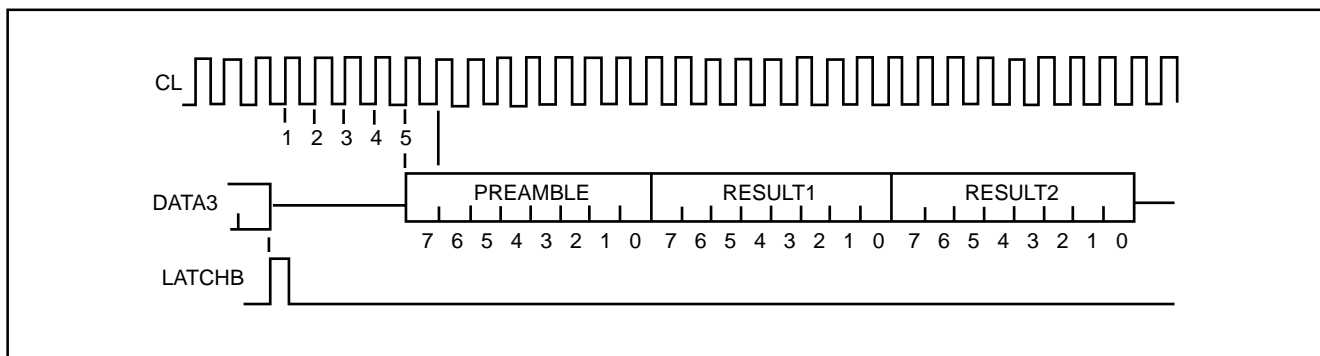 CL
1 2 3 4 5
DATA3
PREAMBLE RESULT1 RESULT2
7 6 5 4 3 2 1 0 7 6 5 4 3 2 1 0 7 6 5 4 3 2 1 0
LATCHB